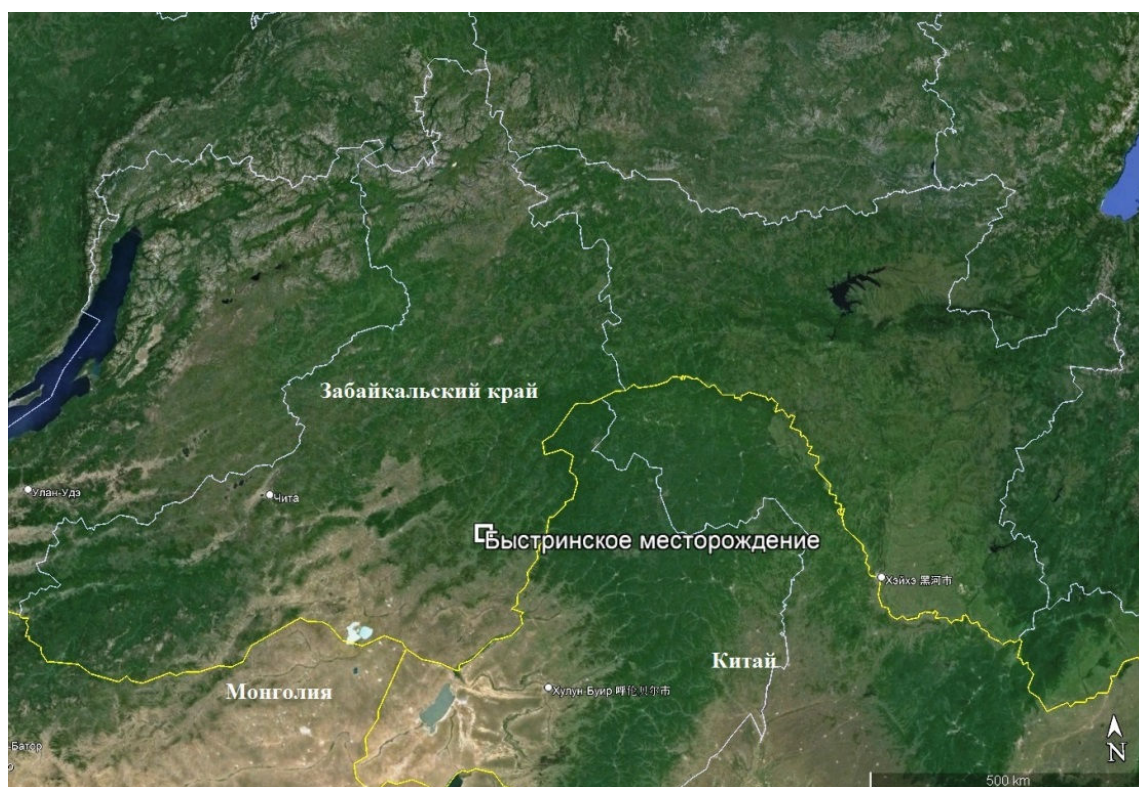 Забайкальский край
Улан-Удэ
Чита
Быстринское месторождение
Хэйхэ 黑河市
Китай
Монголия
Хулун-Буир 呼伦贝尔市
-Батор
N
500 km